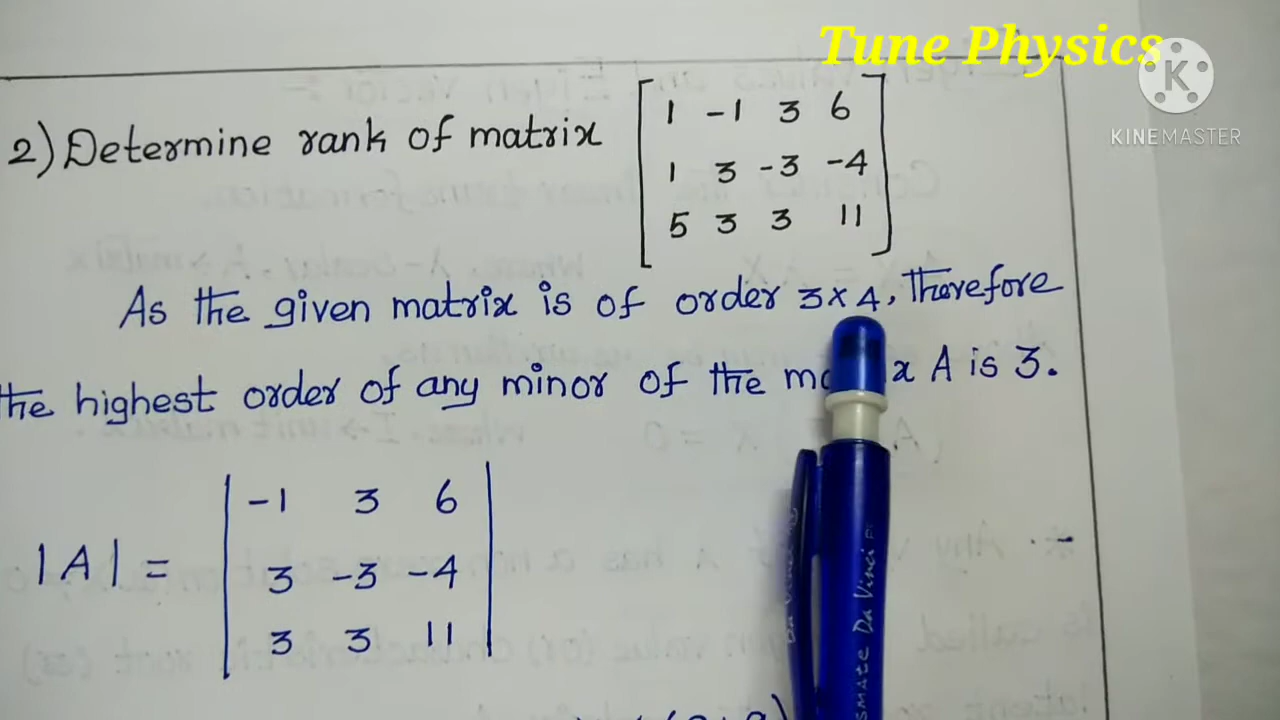 Tune Physics
KINEMASTER
2) Determine rank of matrix
1 -1 3 6
1 3 -3 -4
5 3 3 11
As the given matrix is of order 3×4, Therefore
the highest order of any minor of the x A is 3.
|A| =
-1 3 6
3 -3 -4
3 3 11